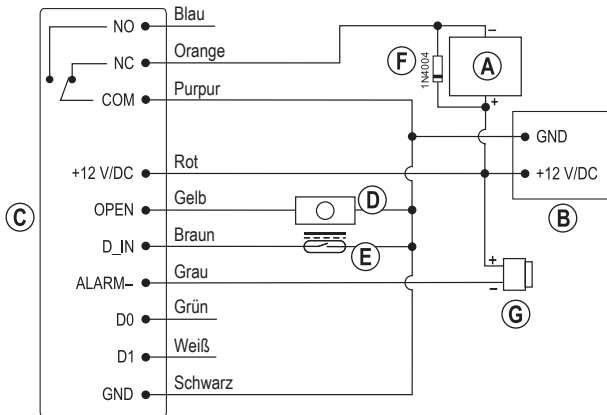 NO Blau
NC Orange
COM Purpur
+12 V/DC Rot
OPEN Gelb
D_IN Braun
ALARM– Grau
D0 Grün
D1 Weiß
GND Schwarz
C
D
E
F
1N4004
–
A
+
GND
+12 V/DC
B
+
–
G